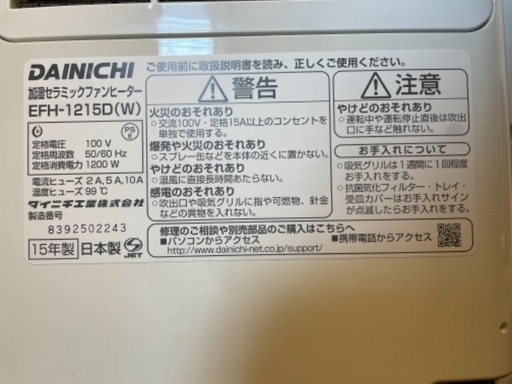 DAINICHI
加湿セラミックファンヒーター
EFH-1215D(W)
PS
E
定格電圧 100 V
定格周波数 50/60 Hz
定格消費電力 1200 W
電流ヒューズ 2A,5A,10A
温度ヒューズ 99℃
ダイニチ工業株式会社
製造番号
8392502243
15年製 日本製 JET
ご使用前に取扱説明書を読み、正しくご使用ください。
警告
火災のおそれあり
○交流100V・定格15A以上のコンセントを
単独で使用する。
爆発や火災のおそれあり
○スプレー缶などを本体の近くに置かない。
やけどのおそれあり
○温風に直接長時間あたらない。
感電のおそれあり
○吹出口や吸気グリルに指や可燃物、針金
などの異物を入れない。
注意
やけどのおそれあり
○運転中や運転停止直後は吹出
口に手など触れない。
お手入れについて
○吸気グリルは1週間に1回程度
お手入れをする。
○抗菌気化フィルター・トレイ・
受皿カバーはお手入れサイン
が点滅したらお手入れする。
修理のご相談や別売部品のご購入はこちらへ
■パソコンからアクセス
http://www.dainichi-net.co.jp/support/
■携帯電話からアクセス